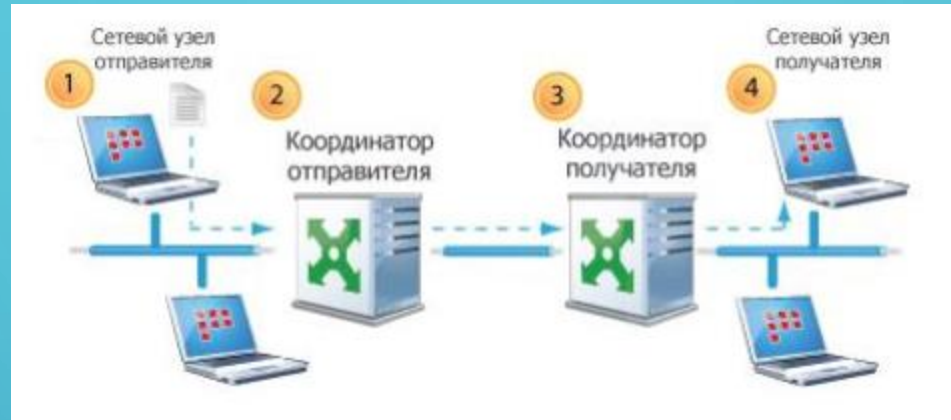 Сетевой узел
отправителя
1
2
Координатор
отправителя
3
Координатор
получателя
Сетевой узел
получателя
4